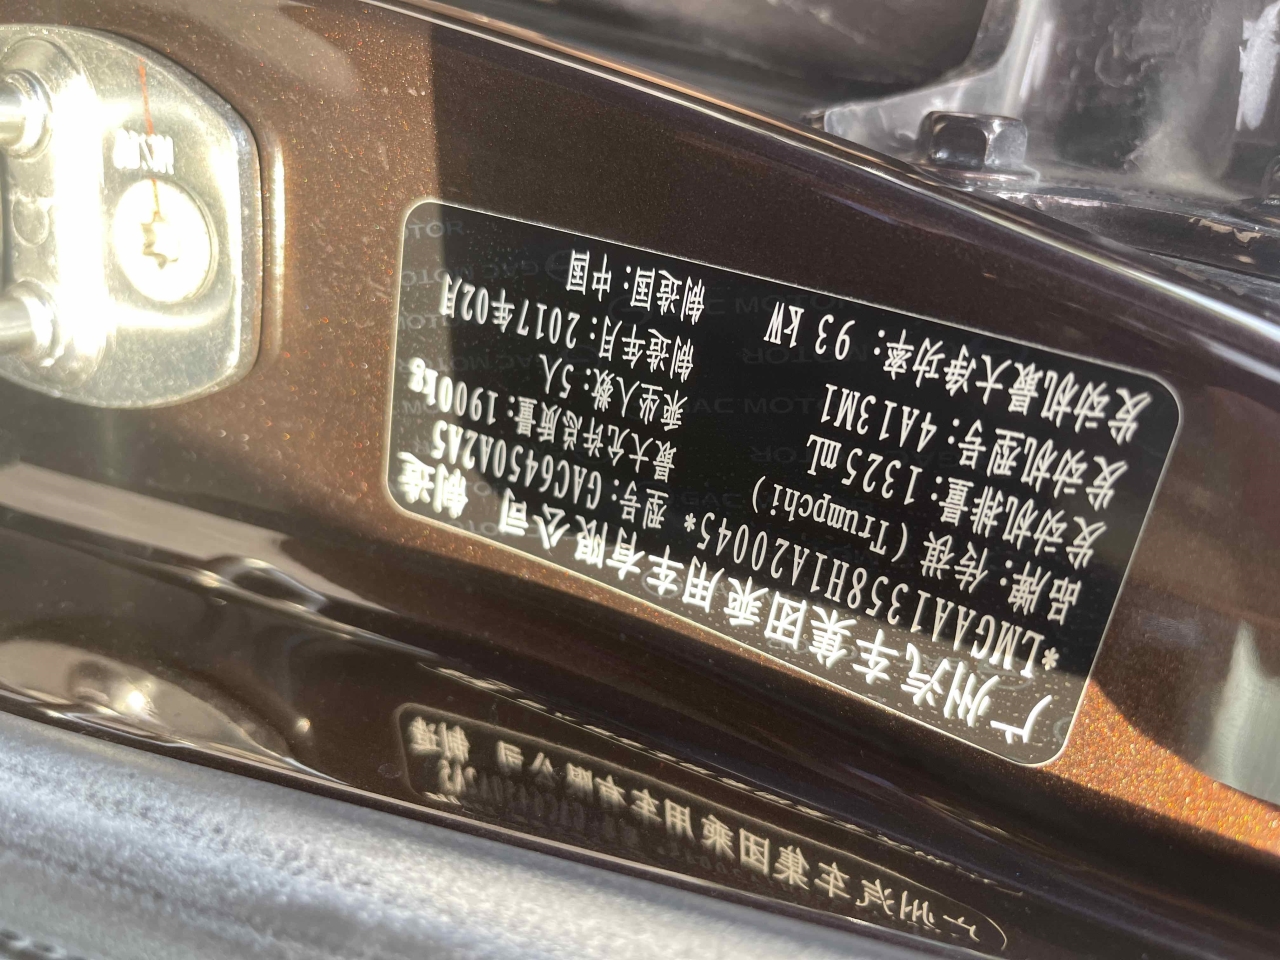 广州汽车集团乘用车有限公司 制造
*LMGAA1358H1A20045* 型号:GAC6450A2A5
品牌:传祺(Trumpchi) 最大允许总质量:1900kg
发动机排量:1325mL 乘坐人数:5人
发动机型号:4A13M1 制造年月:2017年02月
发动机最大净功率:93kW 制造国:中国
GAC MOTOR